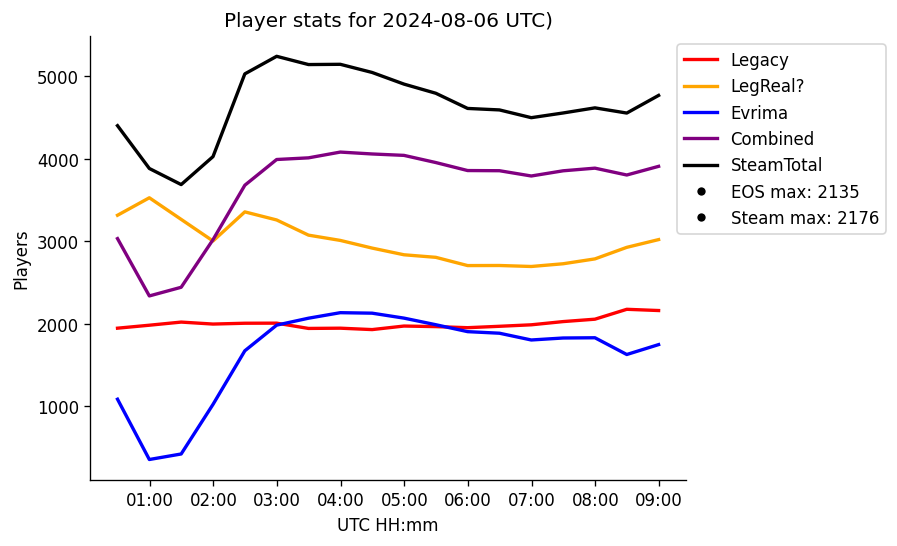 Player stats for 2024-08-06 UTC)
Legacy
LegReal?
Evrima
Combined
SteamTotal
EOS max: 2135
Steam max: 2176
Players
5000
4000
3000
2000
1000
01:00 02:00 03:00 04:00 05:00 06:00 07:00 08:00 09:00
UTC HH:mm